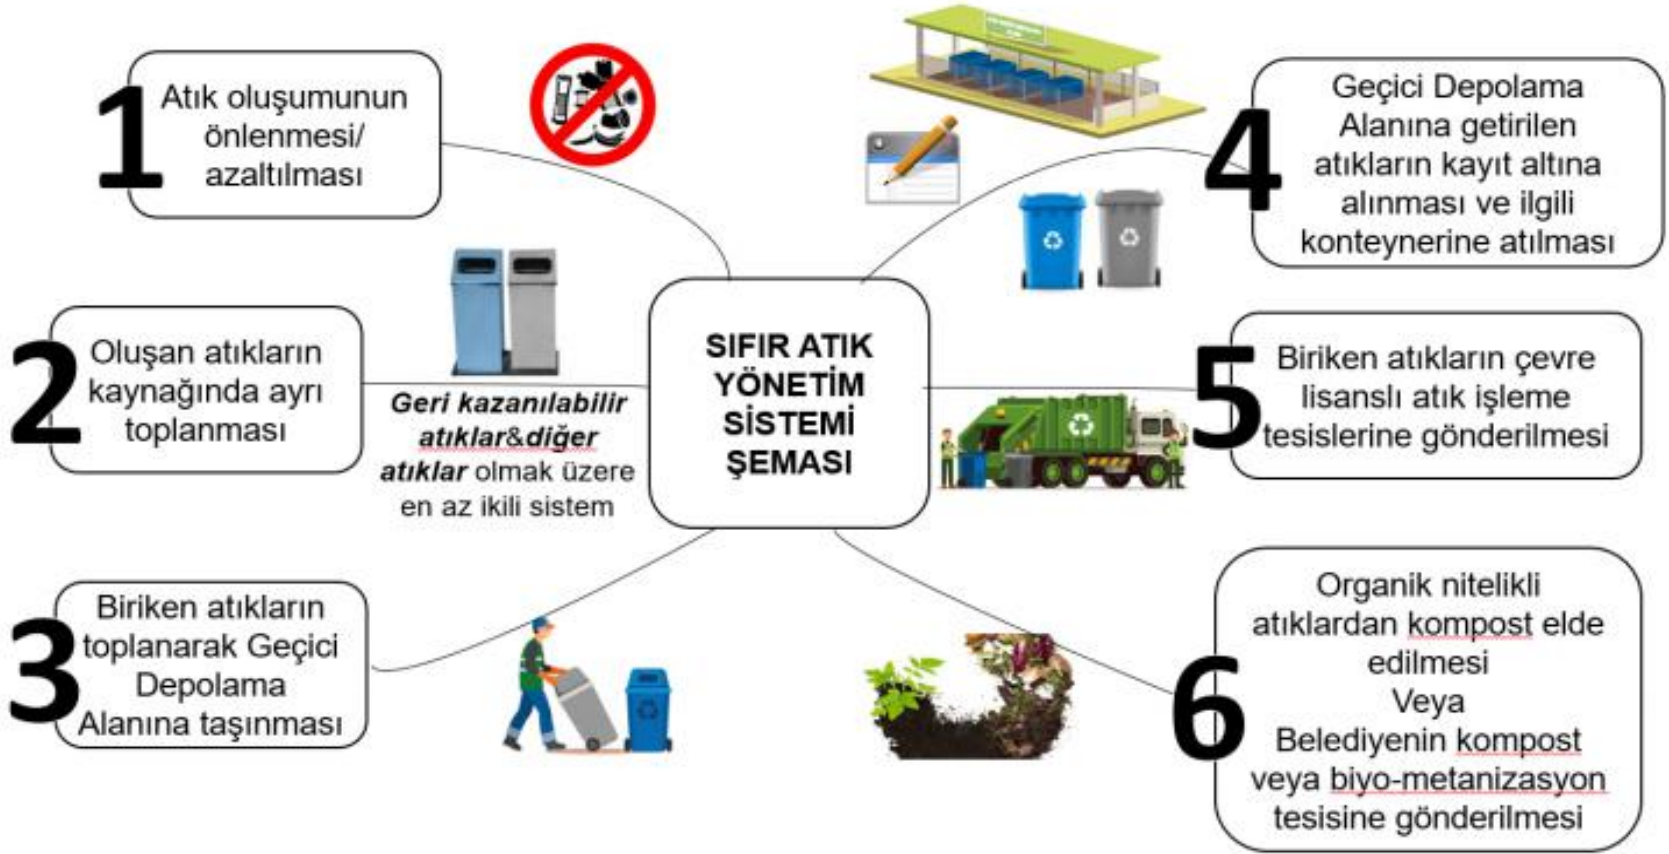 1
Atık oluşumunun
önlenmesi/
azaltılması
2
Oluşan atıkların
kaynağında ayrı
toplanması
Geri kazanılabilir
atıklar&diğer
atıklar olmak üzere
en az ikili sistem
3
Biriken atıkların
toplanarak Geçici
Depolama
Alanına taşınması
SIFIR ATIK
YÖNETİM
SİSTEMİ
ŞEMASI
4
Geçici Depolama
Alanına getirilen
atıkların kayıt altına
alınması ve ilgili
konteynerine atılması
5
Biriken atıkların çevre
lisanslı atık işleme
tesislerine gönderilmesi
6
Organik nitelikli
atıklardan kompost elde
edilmesi
Veya
Belediyenin kompost
veya biyo-metanizasyon
tesisine gönderilmesi